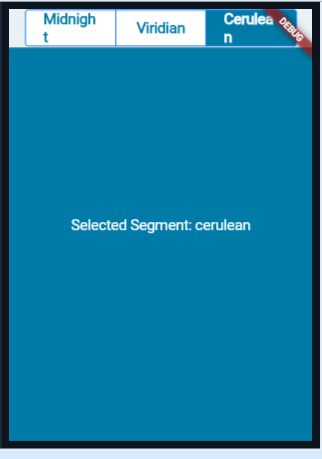 Midnigh
t
Viridian
Cerulea
n
DEBUG
Selected Segment: cerulean